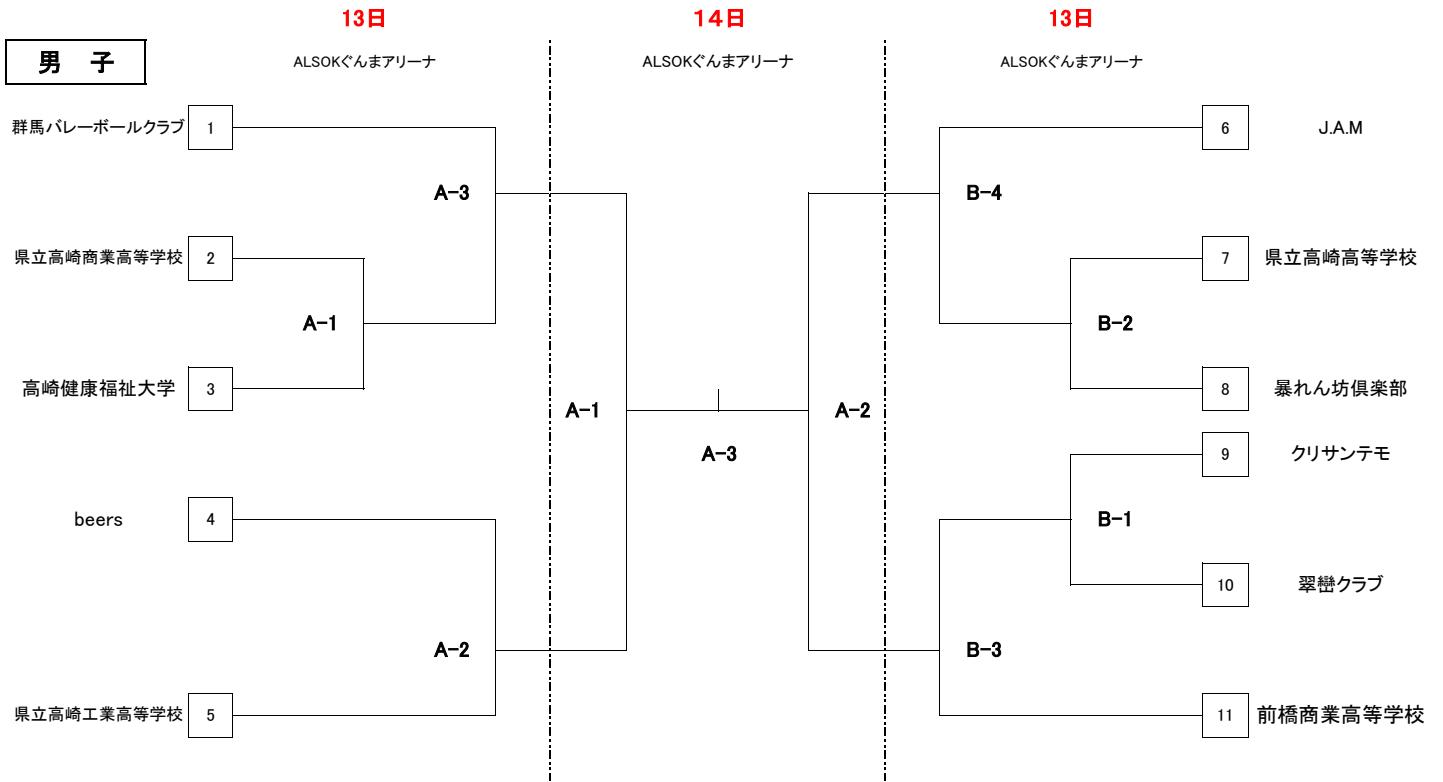 13日
14日
13日
男 子
ALSOKぐんまアリーナ
ALSOKぐんまアリーナ
ALSOKぐんまアリーナ
群馬バレーボールクラブ 1
6 J.A.M
A-3
B-4
県立高崎商業高等学校 2
7 県立高崎高等学校
A-1
B-2
高崎健康福祉大学 3
8 暴れん坊倶楽部
A-1
A-2
A-3
9 クリサンテモ
beers 4
B-1
10 翠巒クラブ
A-2
B-3
県立高崎工業高等学校 5
11 前橋商業高等学校